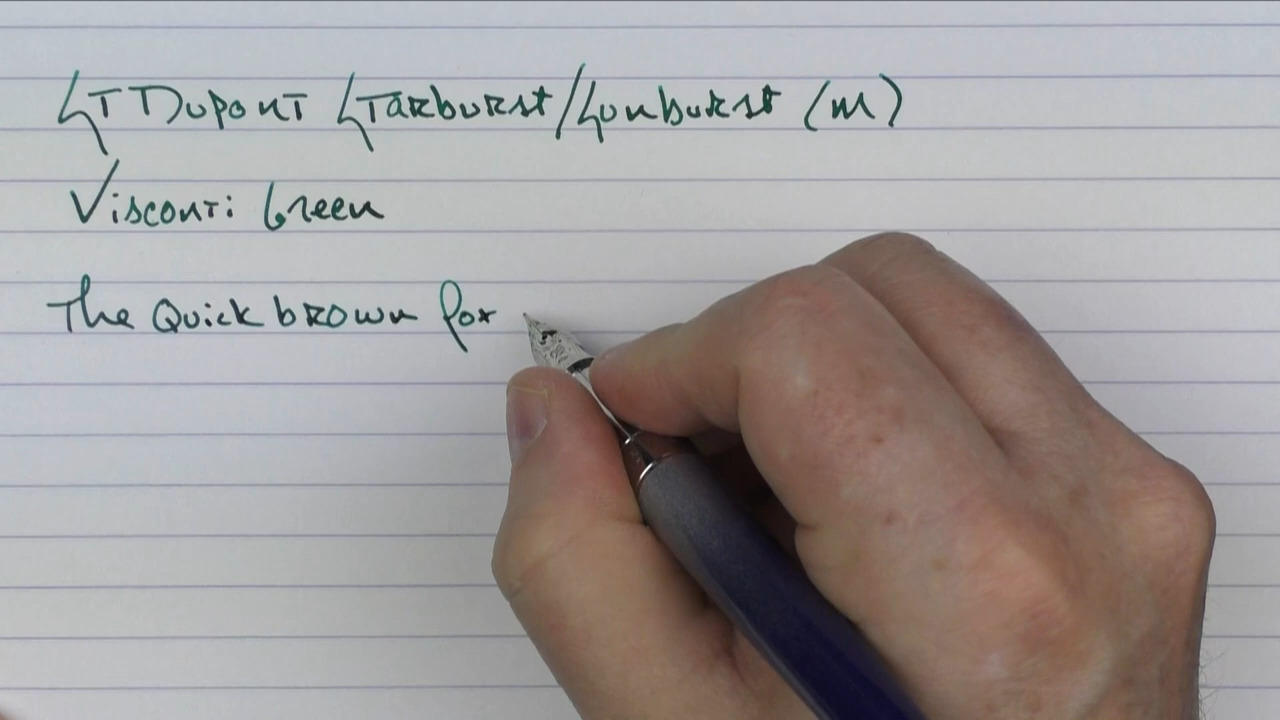 ST Dupont Starburst/Sunburst (M)
Visconti Green
The Quick brown fox